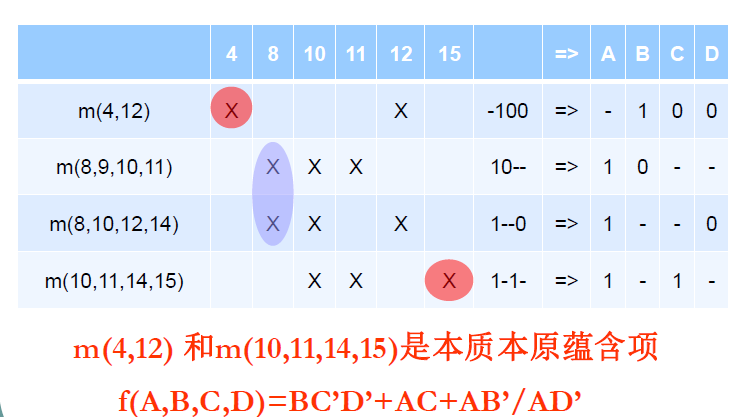 4 8 10 11 12 15 => A B C D
m(4,12) X X -100 => - 1 0 0
m(8,9,10,11) X X X 10-- => 1 0 - -
m(8,10,12,14) X X X 1--0 => 1 - - 0
m(10,11,14,15) X X X 1-1- => 1 - 1 -
m(4,12) 和m(10,11,14,15)是本质本原蕴含项
f(A,B,C,D)=BC’D’+AC+AB’/AD’